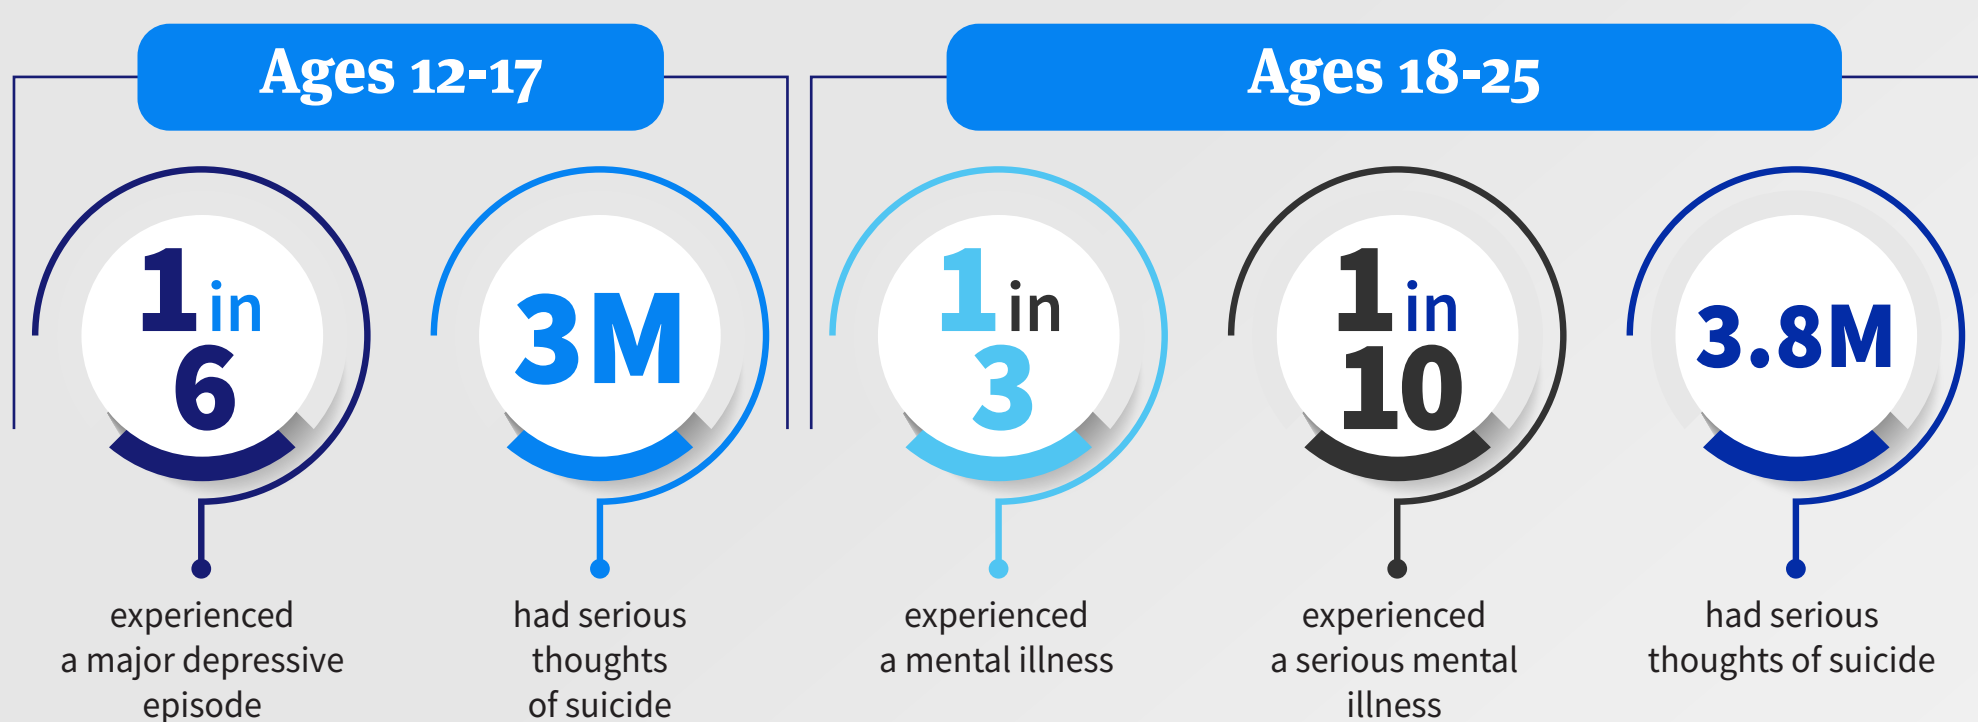 Ages 12-17
1 in
6
experienced
a major depressive
episode
3M
had serious
thoughts
of suicide
Ages 18-25
1 in
3
experienced
a mental illness
1 in
10
experienced
a serious mental
illness
3.8M
had serious
thoughts of suicide